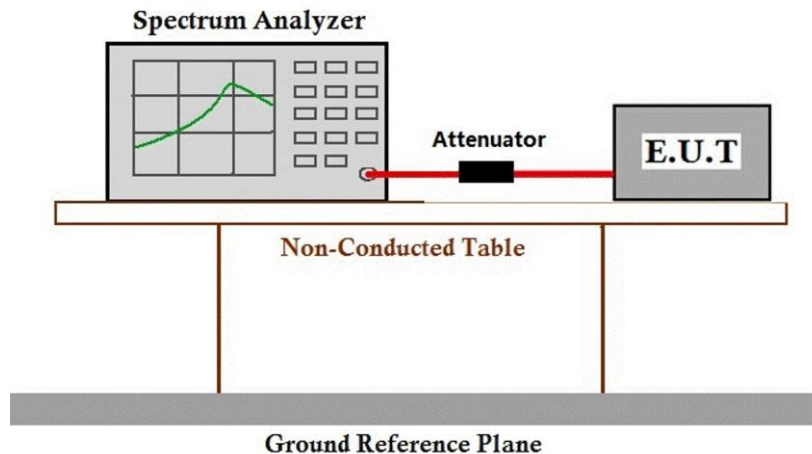 Spectrum Analyzer
Attenuator
E.U.T
Non-Conducted Table
Ground Reference Plane